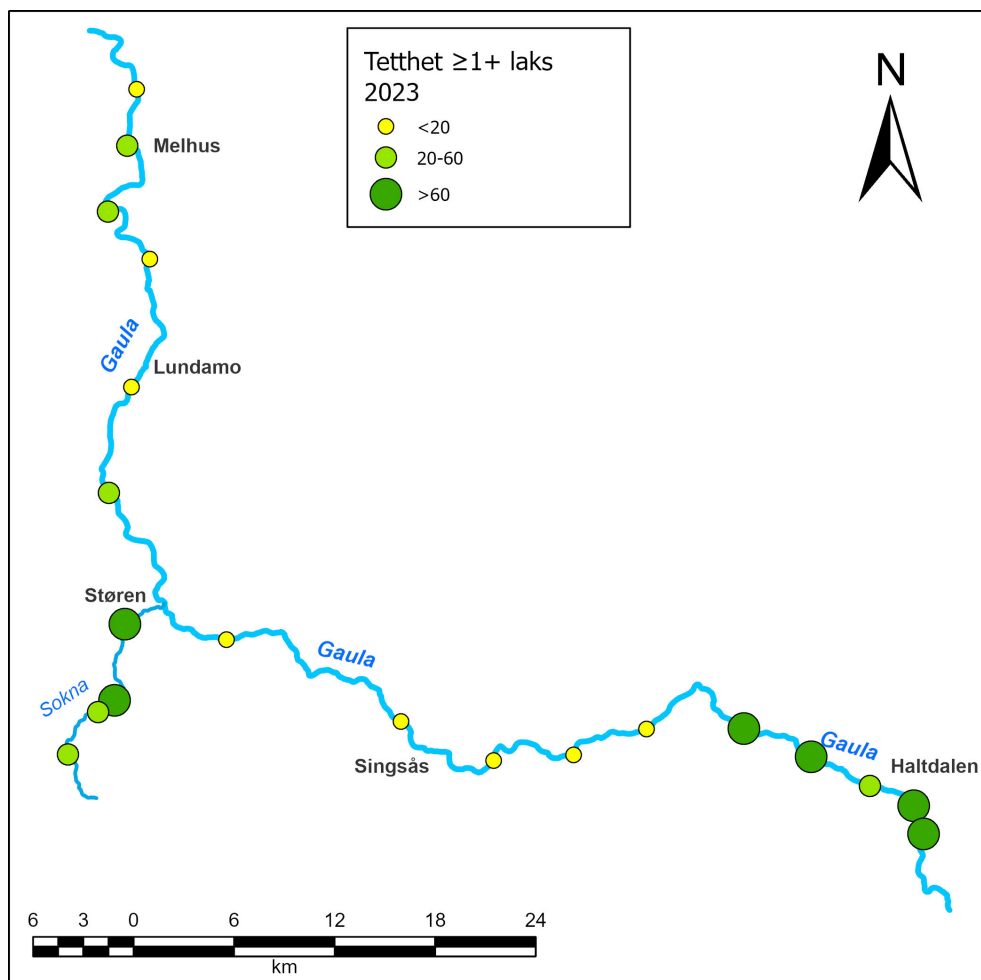 Tetthet ≥1+ laks
2023
<20
20-60
>60
N
Melhus
Gaula
Lundamo
Støren
Sokna
Gaula
Singsås
Gaula
Haltdalen
6 3 0 6 12 18 24
km